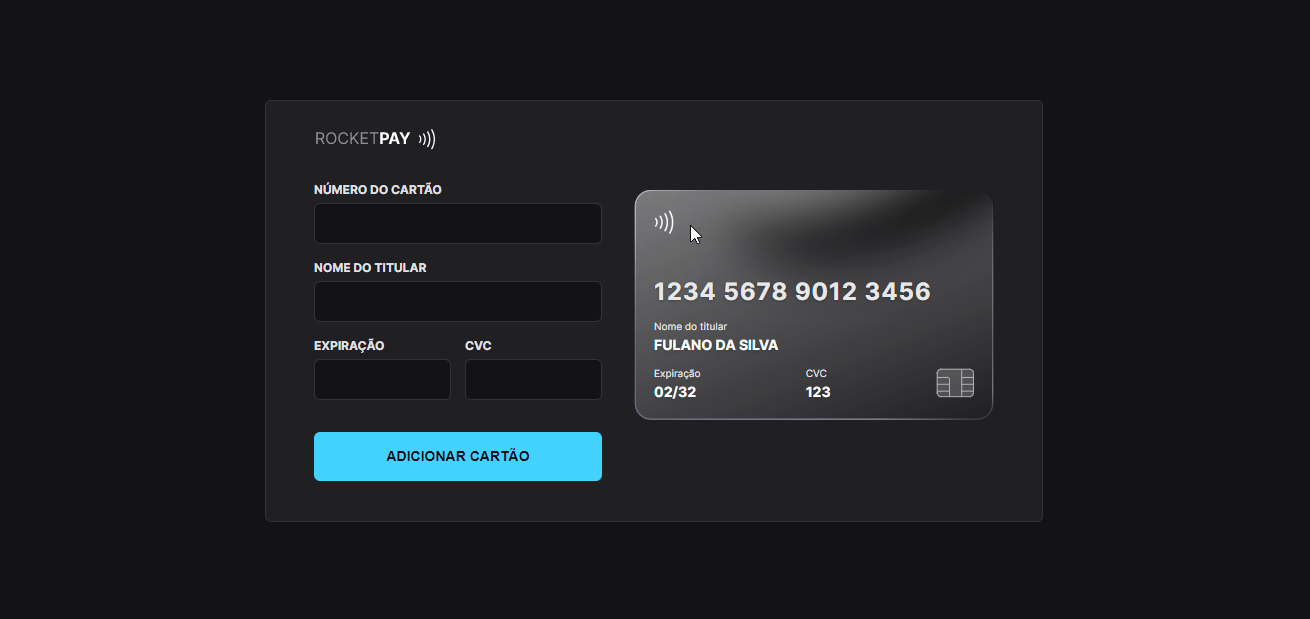 ROCKETPAY
NÚMERO DO CARTÃO
NOME DO TITULAR
EXPIRAÇÃO CVC
ADICIONAR CARTÃO
1234 5678 9012 3456
Nome do titular
FULANO DA SILVA
Expiração CVC
02/32 123